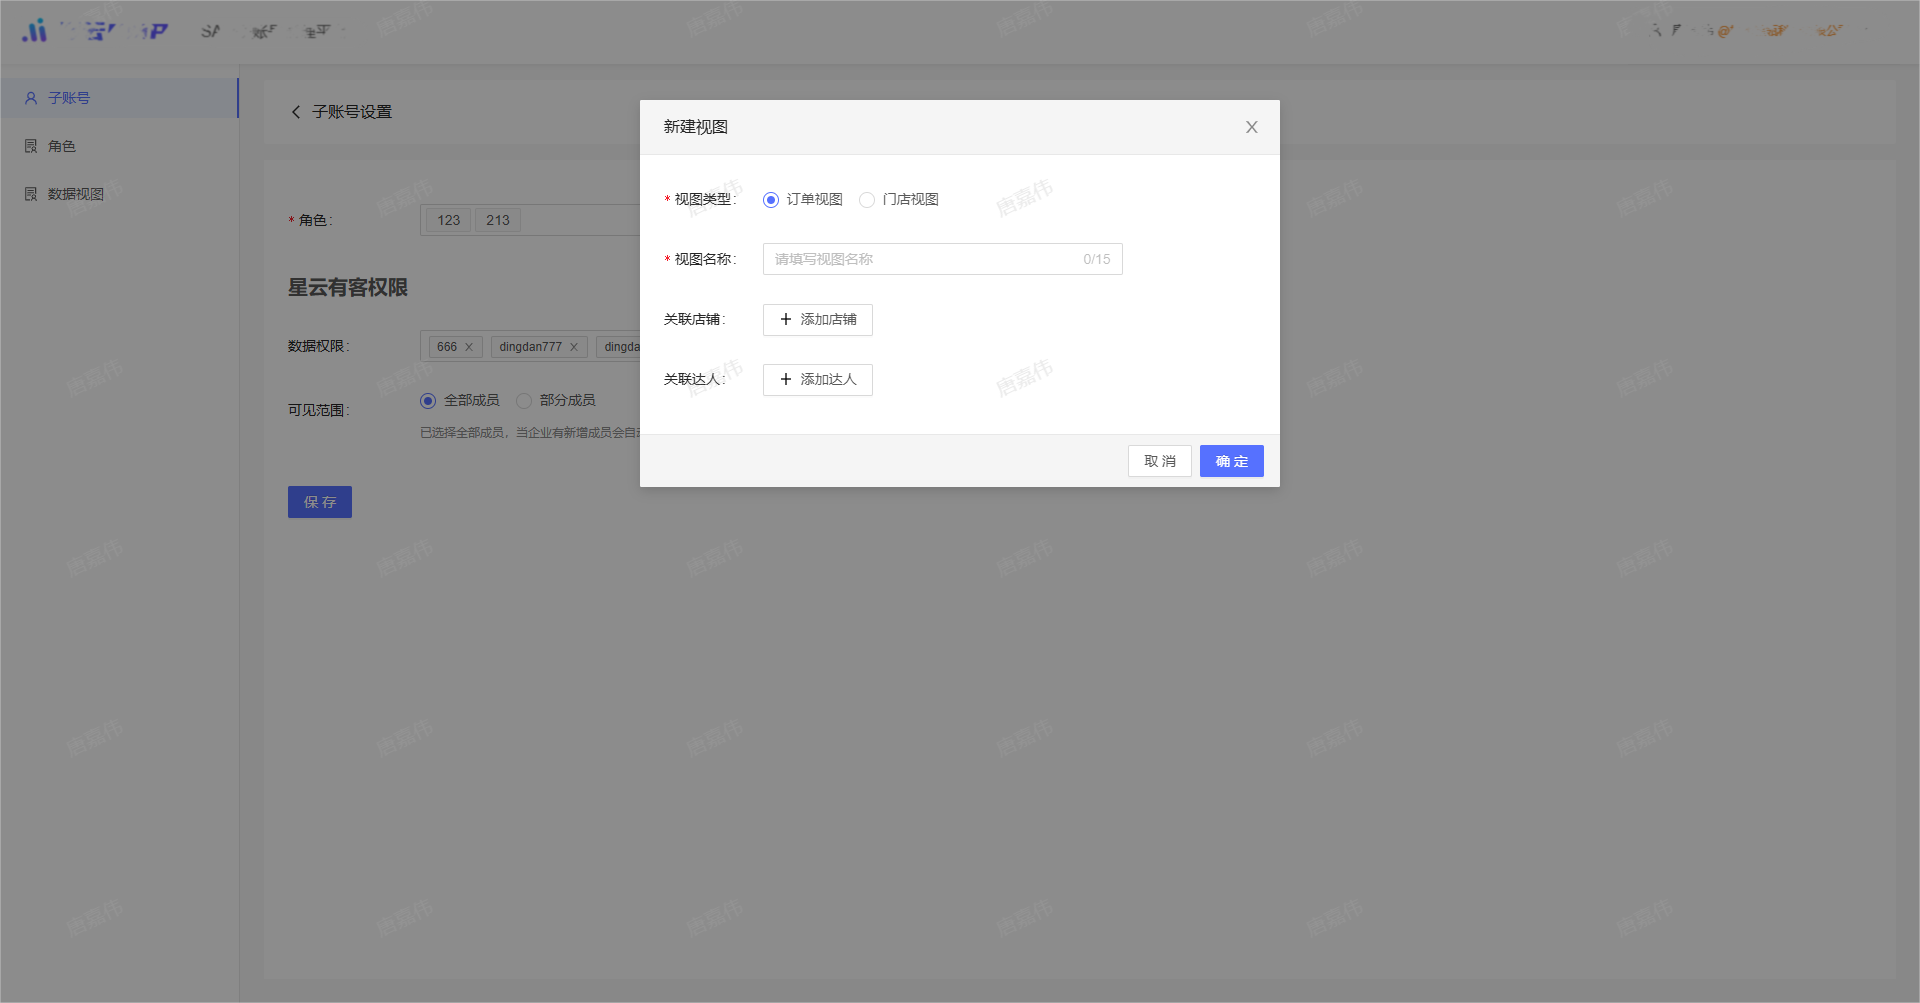 子账号
角色
数据视图
子账号设置
* 角色:
123 213
星云有客权限
数据权限:
666 dingdan777 dingda
可见范围:
全部成员 部分成员
已选择全部成员，当企业有新增成员会自动
保存
新建视图
* 视图类型: 订单视图 门店视图
* 视图名称: 请填写视图名称 0/15
关联店铺: 添加店铺
关联达人: 添加达人
取消 确定
唐嘉伟